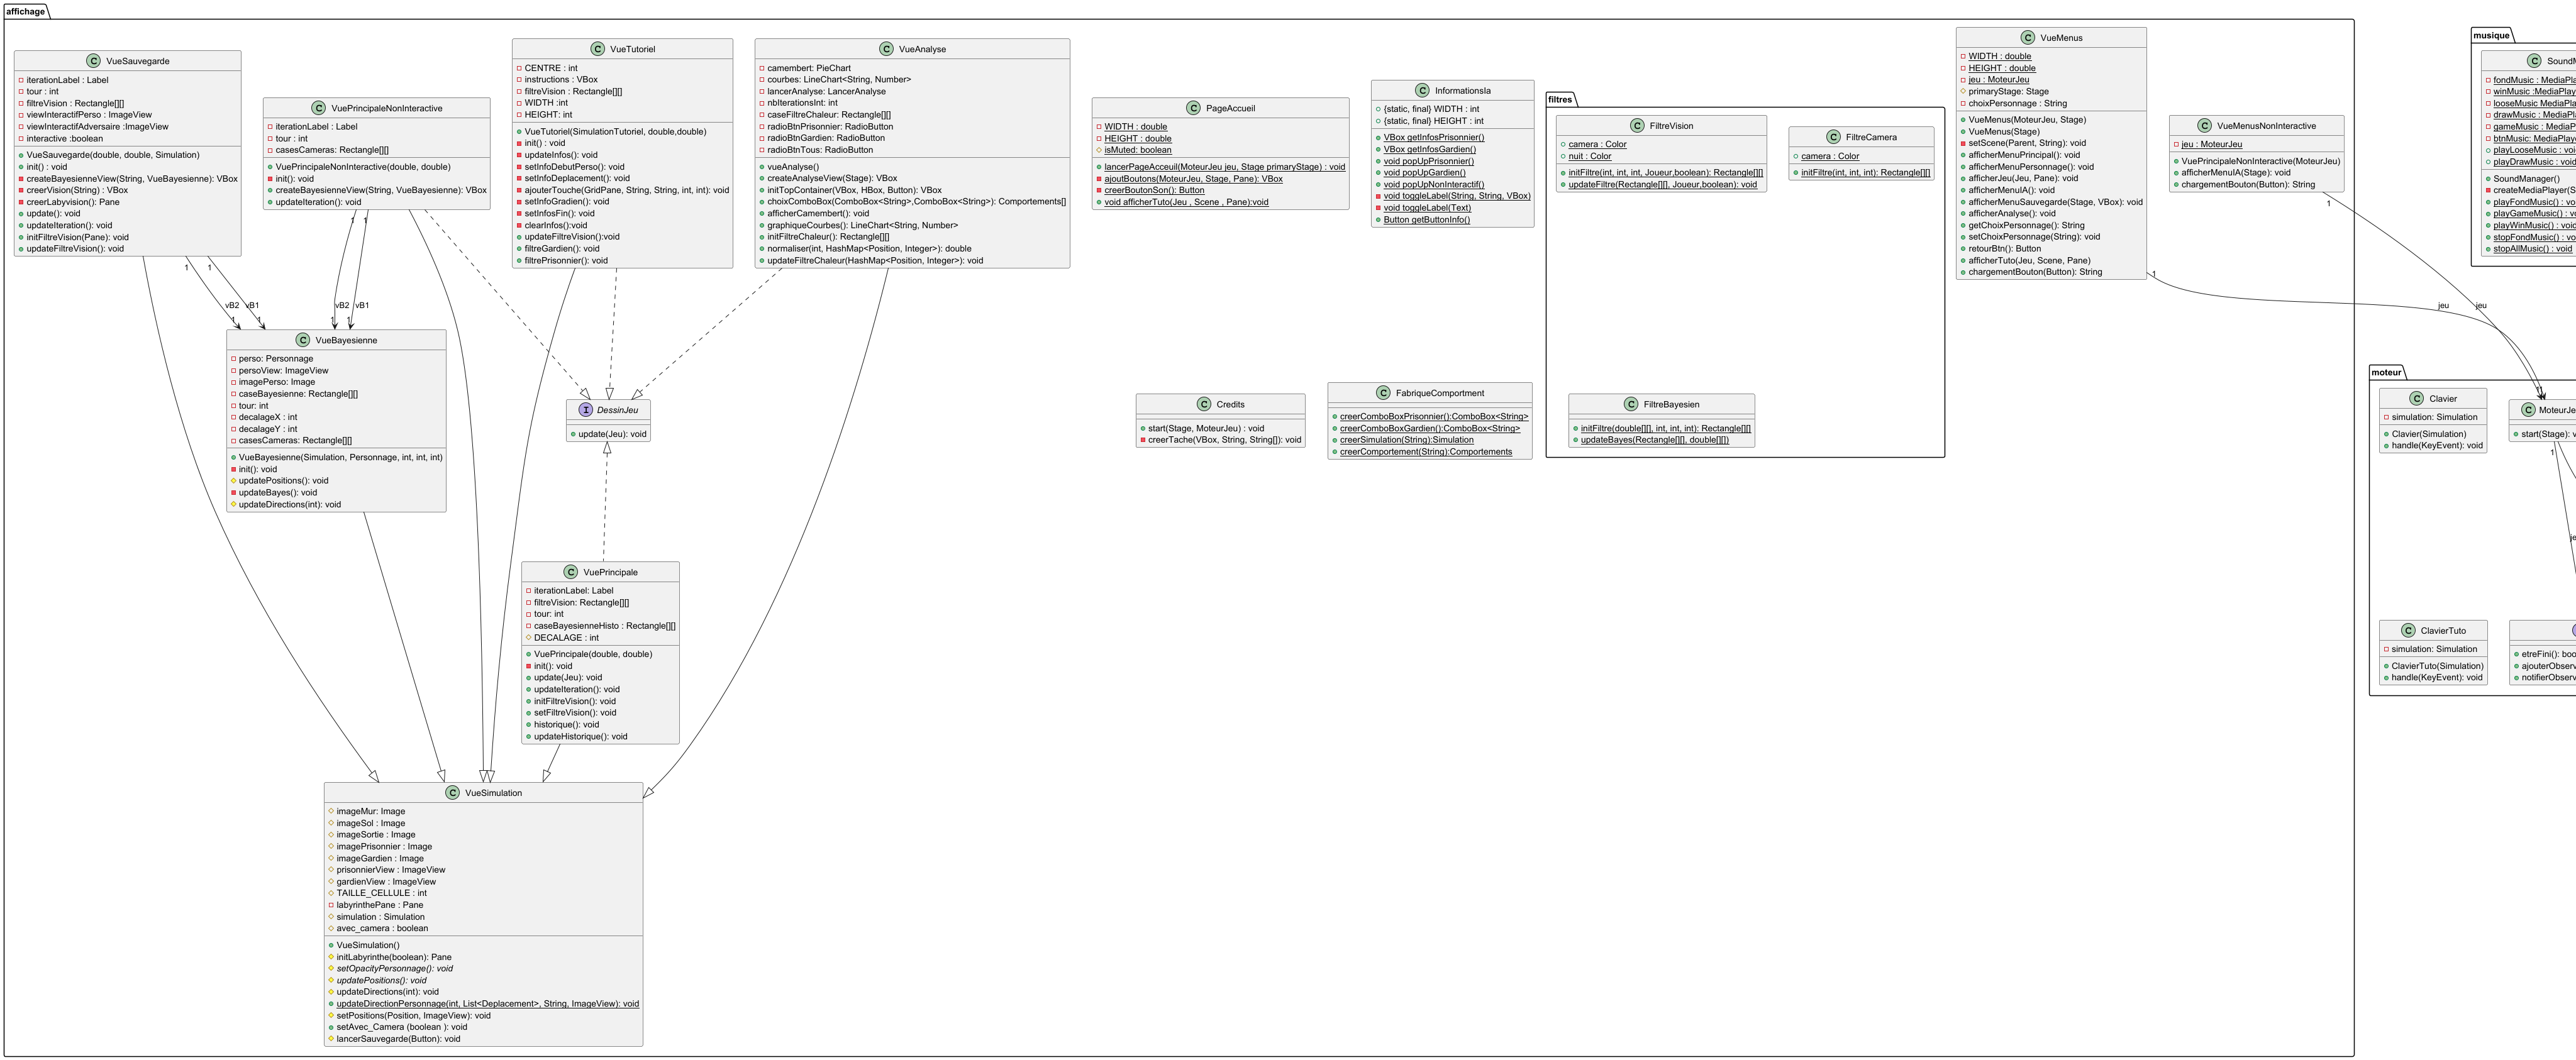 affichage
VueSauvegarde
iterationLabel : Label
tour : int
filtreVision : Rectangle[][]
viewInteractifPerso : ImageView
viewInteractifAdversaire :ImageView
interactive :boolean
VueSauvegarde(double, double, Simulation)
init() : void
createBayesienneView(String, VueBayesienne): VBox
creerVision(String) : VBox
creerLabyvision(): Pane
update(): void
updateIteration(): void
initFiltreVision(Pane): void
updateFiltreVision(): void
VuePrincipaleNonInteractive
iterationLabel : Label
tour : int
casesCameras: Rectangle[][]
VuePrincipaleNonInteractive(double, double)
init(): void
createBayesienneView(String, VueBayesienne): VBox
updateIteration(): void
VueTutoriel
CENTRE : int
instructions : VBox
filtreVision : Rectangle[][]
WIDTH :int
HEIGHT: int
VueTutoriel(SimulationTutoriel, double,double)
init() : void
updateInfos(): void
setInfoDebutPerso(): void
setInfoDeplacement(): void
ajouterTouche(GridPane, String, String, int, int): void
setInfoGradien(): void
setInfosFin(): void
clearInfos():void
updateFiltreVision():void
filtreGardien(): void
filtrePrisonnier(): void
VueAnalyse
camembert: PieChart
courbes: LineChart<String, Number>
lancerAnalyse: LancerAnalyse
nbIterationsInt: int
caseFiltreChaleur: Rectangle[][]
radioBtnPrisonnier: RadioButton
radioBtnGardien: RadioButton
radioBtnTous: RadioButton
vueAnalyse()
createAnalyseView(Stage): VBox
initTopContainer(VBox, HBox, Button): VBox
choixComboBox(ComboBox<String>,ComboBox<String>): Comportements[]
afficherCamembert(): void
graphiqueCourbes(): LineChart<String, Number>
initFiltreChaleur(): Rectangle[][]
normaliser(int, HashMap<Position, Integer>): double
updateFiltreChaleur(HashMap<Position, Integer>): void
PageAccueil
WIDTH : double
HEIGHT : double
isMuted: boolean
lancerPageAcceuil(MoteurJeu jeu, Stage primaryStage) : void
ajoutBoutons(MoteurJeu, Stage, Pane): VBox
creerBoutonSon(): Button
void afficherTuto(Jeu , Scene , Pane):void
InformationsIa
{static, final} WIDTH : int
{static, final} HEIGHT : int
VBox getInfosPrisonnier()
VBox getInfosGardien()
void popUpPrisonnier()
void popUpGardien()
void popUpNonInteractif()
void toggleLabel(String, String, VBox)
void toggleLabel(Text)
Button getButtonInfo()
filtres
FiltreVision
camera : Color
nuit : Color
initFiltre(int, int, int, Joueur,boolean): Rectangle[][]
updateFiltre(Rectangle[][], Joueur,boolean): void
FiltreCamera
camera : Color
initFiltre(int, int, int): Rectangle[][]
FiltreBayesien
initFiltre(double[][], int, int, int): Rectangle[][]
updateBayes(Rectangle[][], double[][])
VueMenus
WIDTH : double
HEIGHT : double
jeu : MoteurJeu
primaryStage: Stage
choixPersonnage : String
VueMenus(MoteurJeu, Stage)
VueMenus(Stage)
setScene(Parent, String): void
afficherMenuPrincipal(): void
afficherMenuPersonnage(): void
afficherJeu(Jeu, Pane): void
afficherMenuIA(): void
afficherMenuSauvegarde(Stage, VBox): void
afficherAnalyse(): void
getChoixPersonnage(): String
setChoixPersonnage(String): void
retourBtn(): Button
afficherTuto(Jeu, Scene, Pane)
chargementBouton(Button): String
VueMenusNonInteractive
jeu : MoteurJeu
VuePrincipaleNonInteractive(MoteurJeu)
afficherMenuIA(Stage): void
chargementBouton(Button): String
musique
SoundM
fondMusic : MediaPla
winMusic :MediaPlay
looseMusic MediaPla
drawMusic : MediaPla
gameMusic : MediaP
btnMusic: MediaPlaye
playLooseMusic : voi
playDrawMusic : void
SoundManager()
createMediaPlayer(S
playFondMusic() : vo
playGameMusic() : vo
playWinMusic() : void
stopFondMusic() : vo
stopAllMusic() : void
1
1
vB2
vB1
1
1
1
1
vB2
vB1
1
1
1
1
jeu
jeu
VueBayesienne
perso: Personnage
persoView: ImageView
imagePerso: Image
caseBayesienne: Rectangle[][]
tour: int
decalageX : int
decalageY : int
casesCameras: Rectangle[][]
VueBayesienne(Simulation, Personnage, int, int, int)
init(): void
updatePositions(): void
updateBayes(): void
updateDirections(int): void
DessinJeu
update(Jeu): void
Credits
start(Stage, MoteurJeu) : void
creerTache(VBox, String, String[]): void
FabriqueComportment
creerComboBoxPrisonnier():ComboBox<String>
creerComboBoxGardien():ComboBox<String>
creerSimulation(String):Simulation
creerComportement(String):Comportements
moteur
Clavier
simulation: Simulation
Clavier(Simulation)
handle(KeyEvent): void
MoteurJe
start(Stage): v
1
je
ClavierTuto
simulation: Simulation
ClavierTuto(Simulation)
handle(KeyEvent): void
etreFini(): boo
ajouterObserv
notifierObserv
VuePrincipale
iterationLabel: Label
filtreVision: Rectangle[][]
tour: int
caseBayesienneHisto : Rectangle[][]
DECALAGE : int
VuePrincipale(double, double)
init(): void
update(Jeu): void
updateIteration(): void
initFiltreVision(): void
setFiltreVision(): void
historique(): void
updateHistorique(): void
VueSimulation
imageMur: Image
imageSol : Image
imageSortie : Image
imagePrisonnier : Image
imageGardien : Image
prisonnierView : ImageView
gardienView : ImageView
TAILLE_CELLULE : int
labyrinthePane : Pane
simulation : Simulation
avec_camera : boolean
VueSimulation()
initLabyrinthe(boolean): Pane
setOpacityPersonnage(): void
updatePositions(): void
updateDirections(int): void
updateDirectionPersonnage(int, List<Deplacement>, String, ImageView): void
setPositions(Position, ImageView): void
setAvec_Camera (boolean ): void
lancerSauvegarde(Button): void